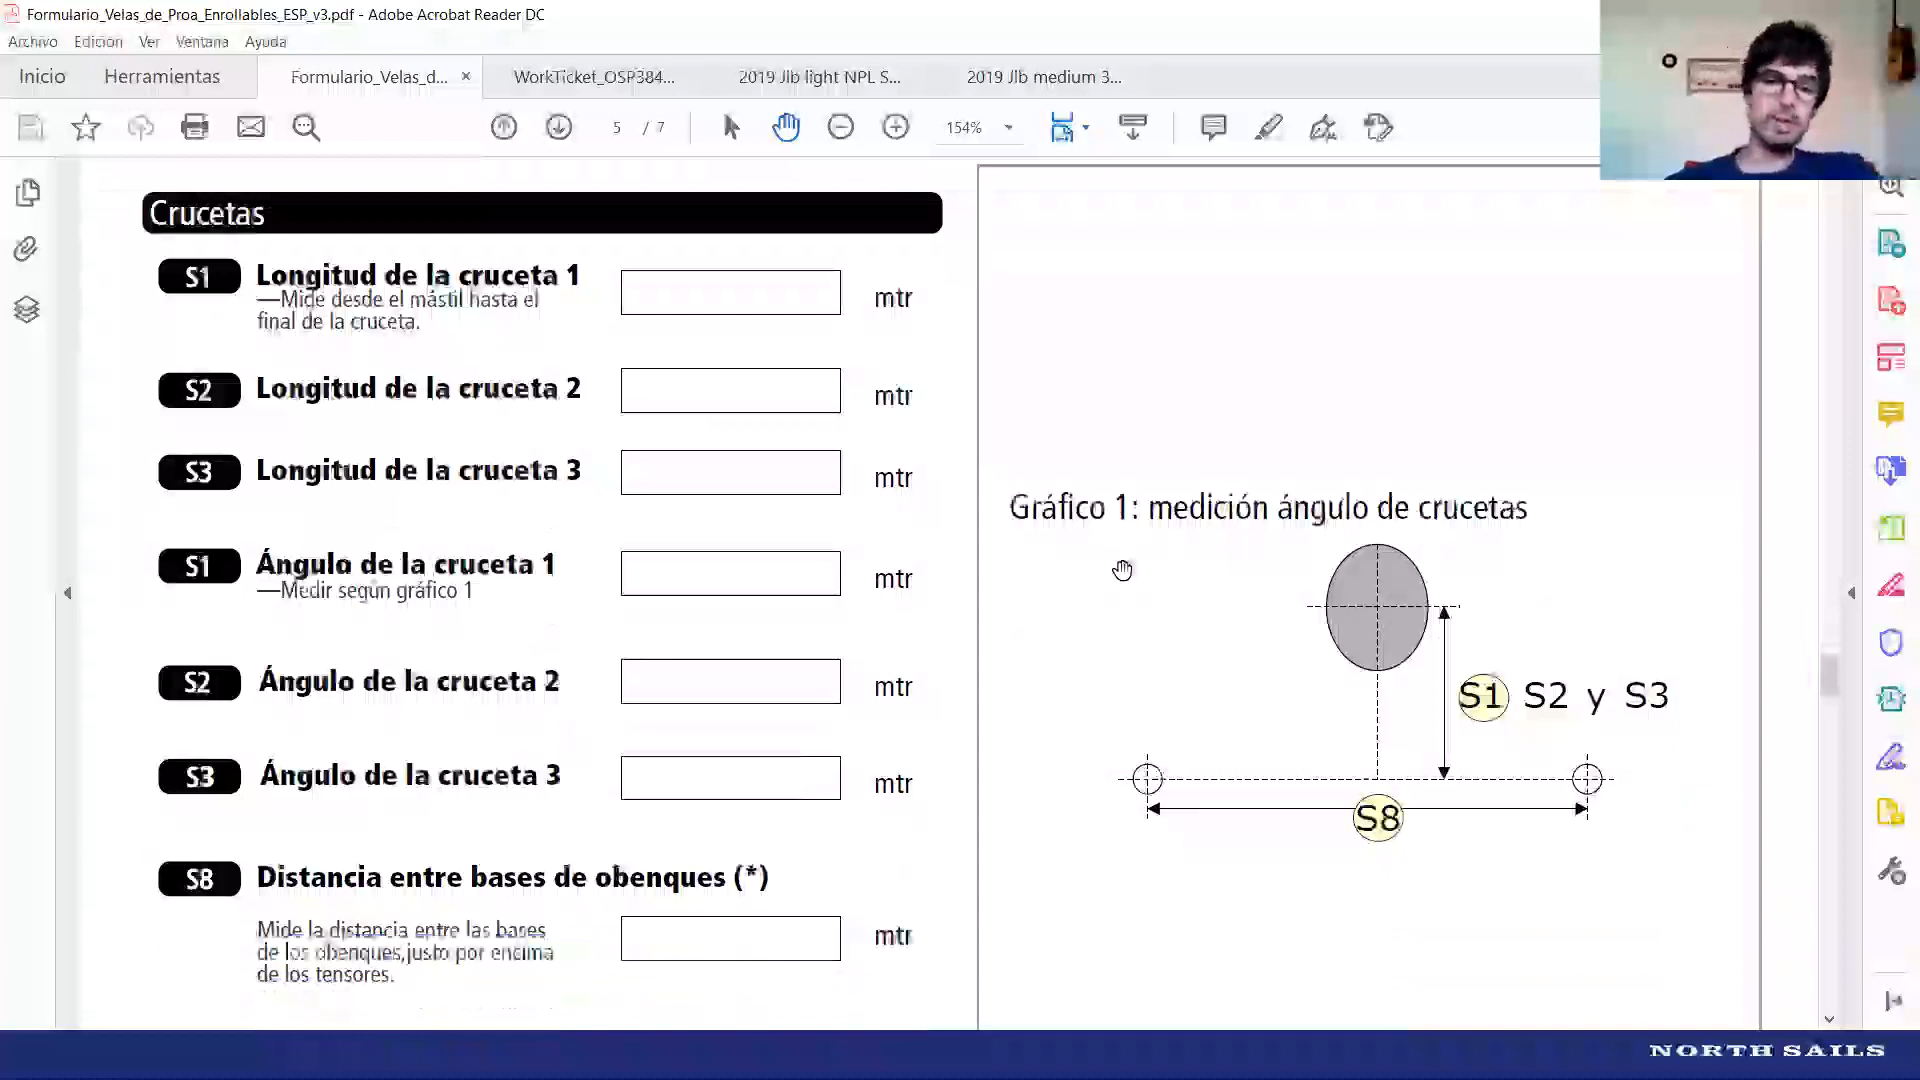 Formulario_Velas_de_Proa_Enrollables_ESP_v3.pdf - Adobe Acrobat Reader DC
Archivo Edición Ver Ventana Ayuda
Inicio Herramientas Formulario_Velas_d... × WorkTicket_OSP384... 2019 Jib light NPL S... 2019 Jib medium 3...
5 / 7 154%
Crucetas
S1 Longitud de la cruceta 1
—Mide desde el mástil hasta el
final de la cruceta.
mtr
S2 Longitud de la cruceta 2
mtr
S3 Longitud de la cruceta 3
mtr
S1 Ángulo de la cruceta 1
—Medir según gráfico 1
mtr
S2 Ángulo de la cruceta 2
mtr
S3 Ángulo de la cruceta 3
mtr
S8 Distancia entre bases de obenques (*)
Mide la distancia entre las bases
de los obenques,justo por encima
de los tensores.
mtr
Gráfico 1: medición ángulo de crucetas
S1 S2 y S3
S8
NORTH SAILS